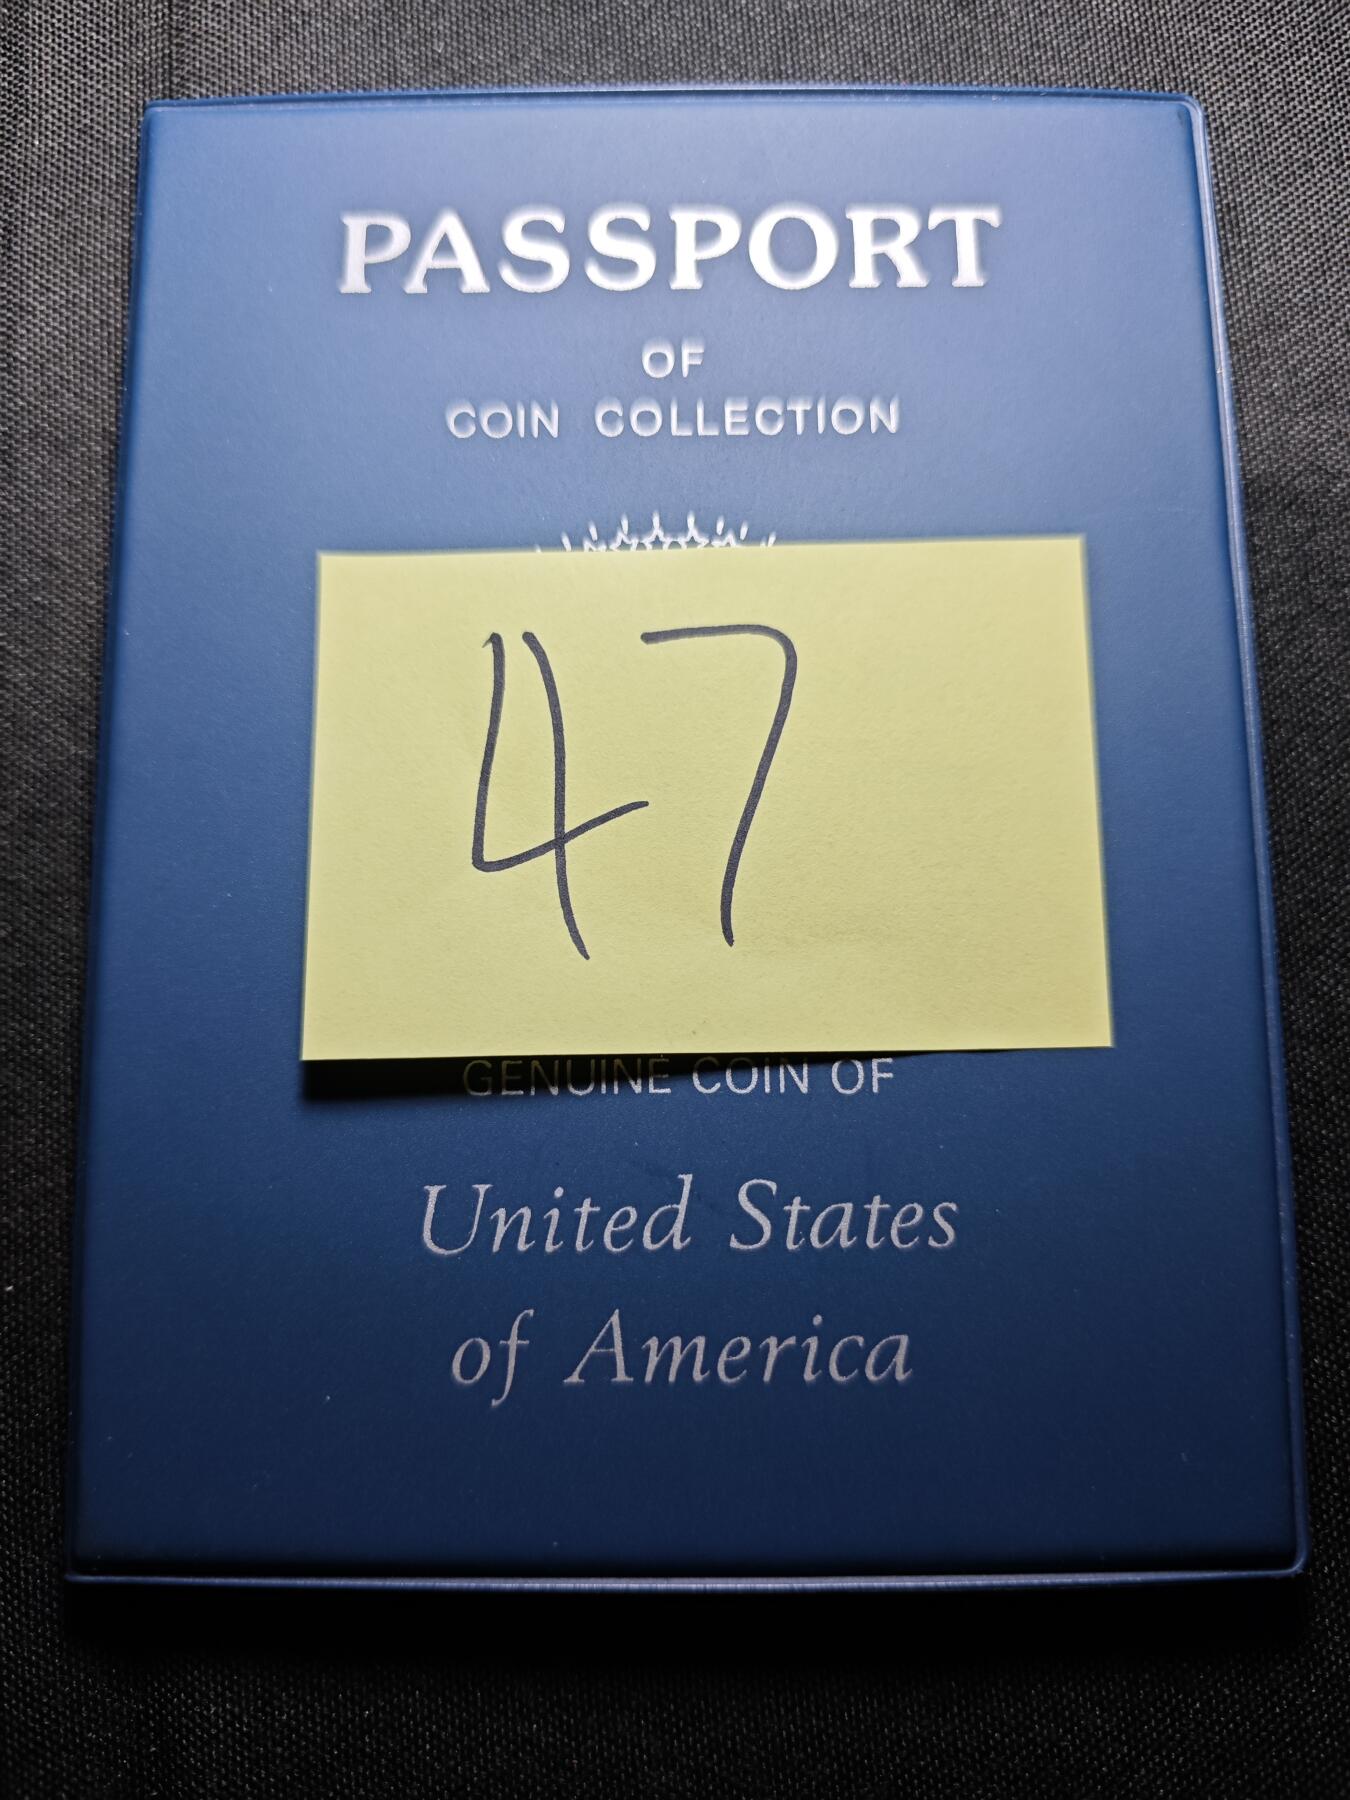 PASSPORT
OF
COIN COLLECTION
47
GENUINE COIN OF
United States
of America